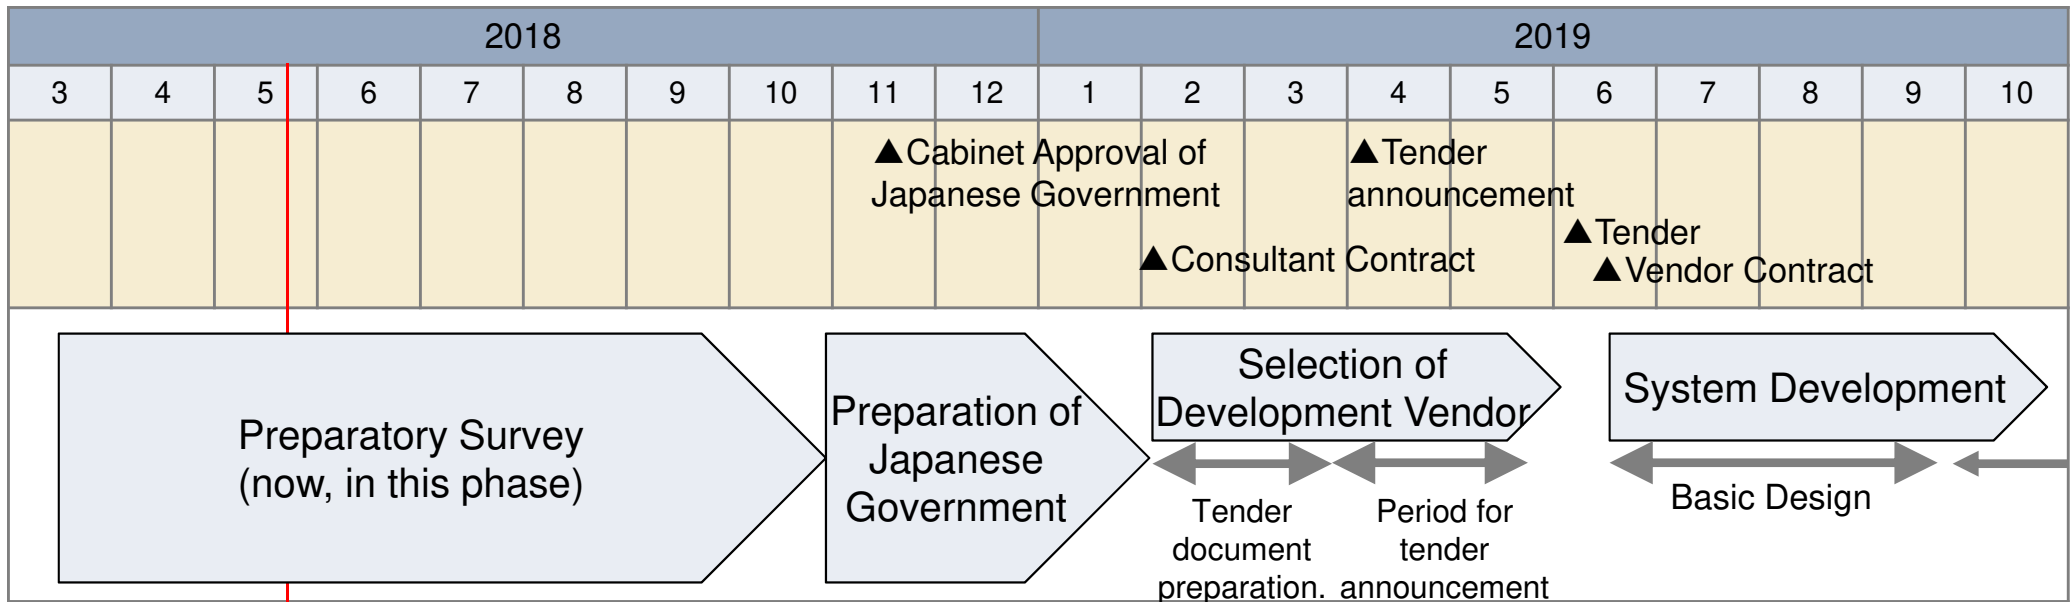 2018 2019
3 4 5 6 7 8 9 10 11 12 1 2 3 4 5 6 7 8 9 10
▲Cabinet Approval of
Japanese Government
▲Tender
announcement
▲Consultant Contract
▲Tender
▲Vendor Contract
Preparatory Survey
(now, in this phase)
Preparation of
Japanese
Government
Selection of
Development Vendor
System Development
Tender
document
preparation.
Period for
tender
announcement
Basic Design